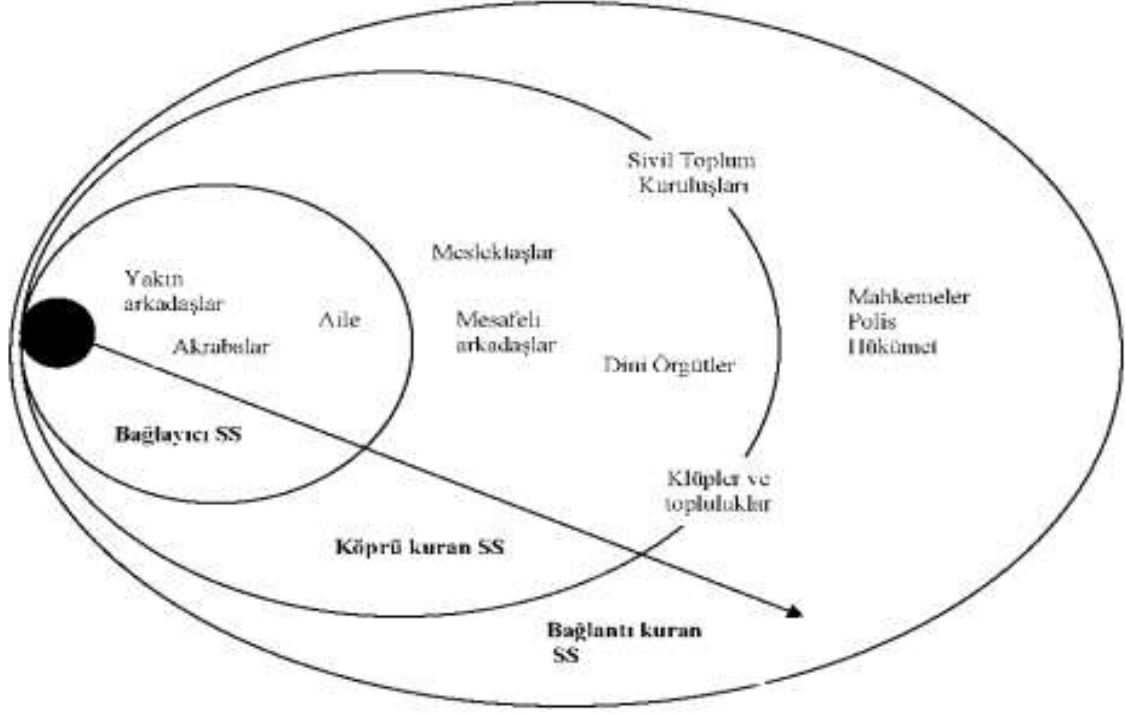 Sivil Toplum
Kuruluşları
Meslektaşlar
Yakın
arkadaşlar
Aile
Akrabalar
Mesafeli
arkadaşlar
Dini Örgütler
Mahkemeler
Polis
Hükümet
Bağlayıcı SS
Klüpler ve
topluluklar
Köprü kuran SS
Bağlantı kuran
SS